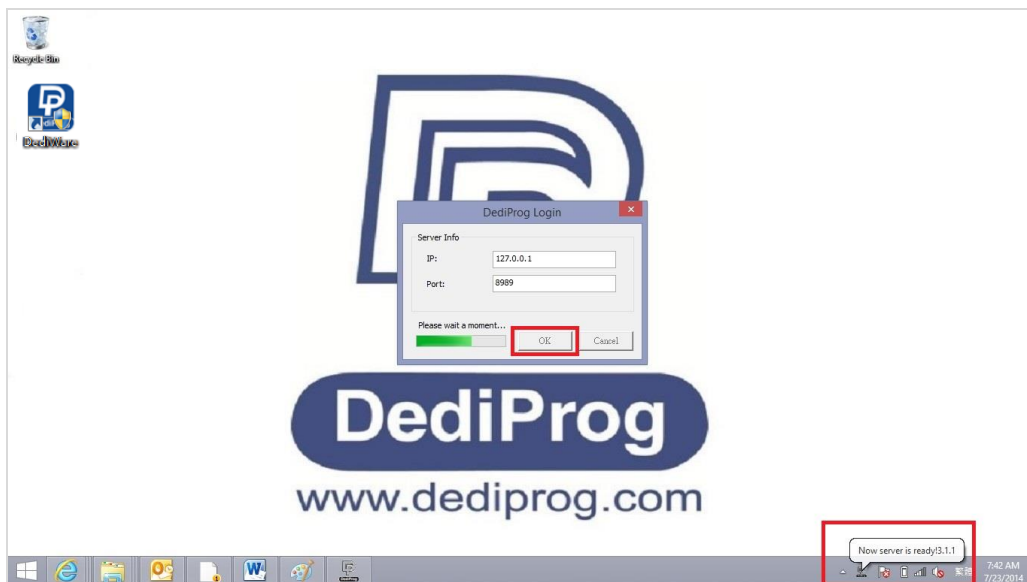 Recycle Bin
DediWare
DediProg Login
Server Info
IP: 127.0.0.1
Port: 8989
Please wait a moment...
OK Cancel
DediProg
www.dediprog.com
Now server is ready!3.1.1
7:42 AM
7/23/2014